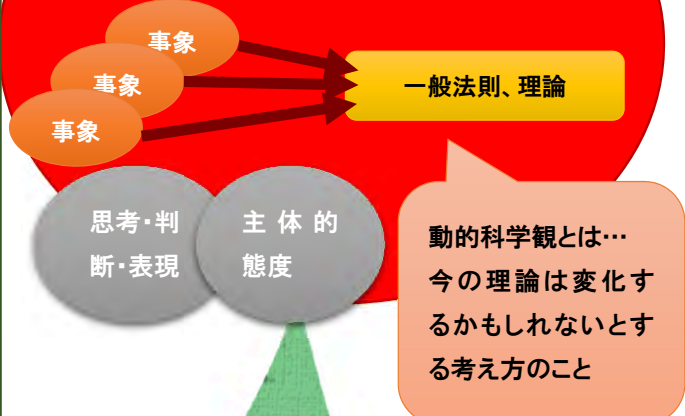 事象
事象
事象
一般法則、理論
思考・判
断・表現
主体的
態度
動的科学観とは…
今の理論は変化す
るかもしれないとす
る考え方のこと